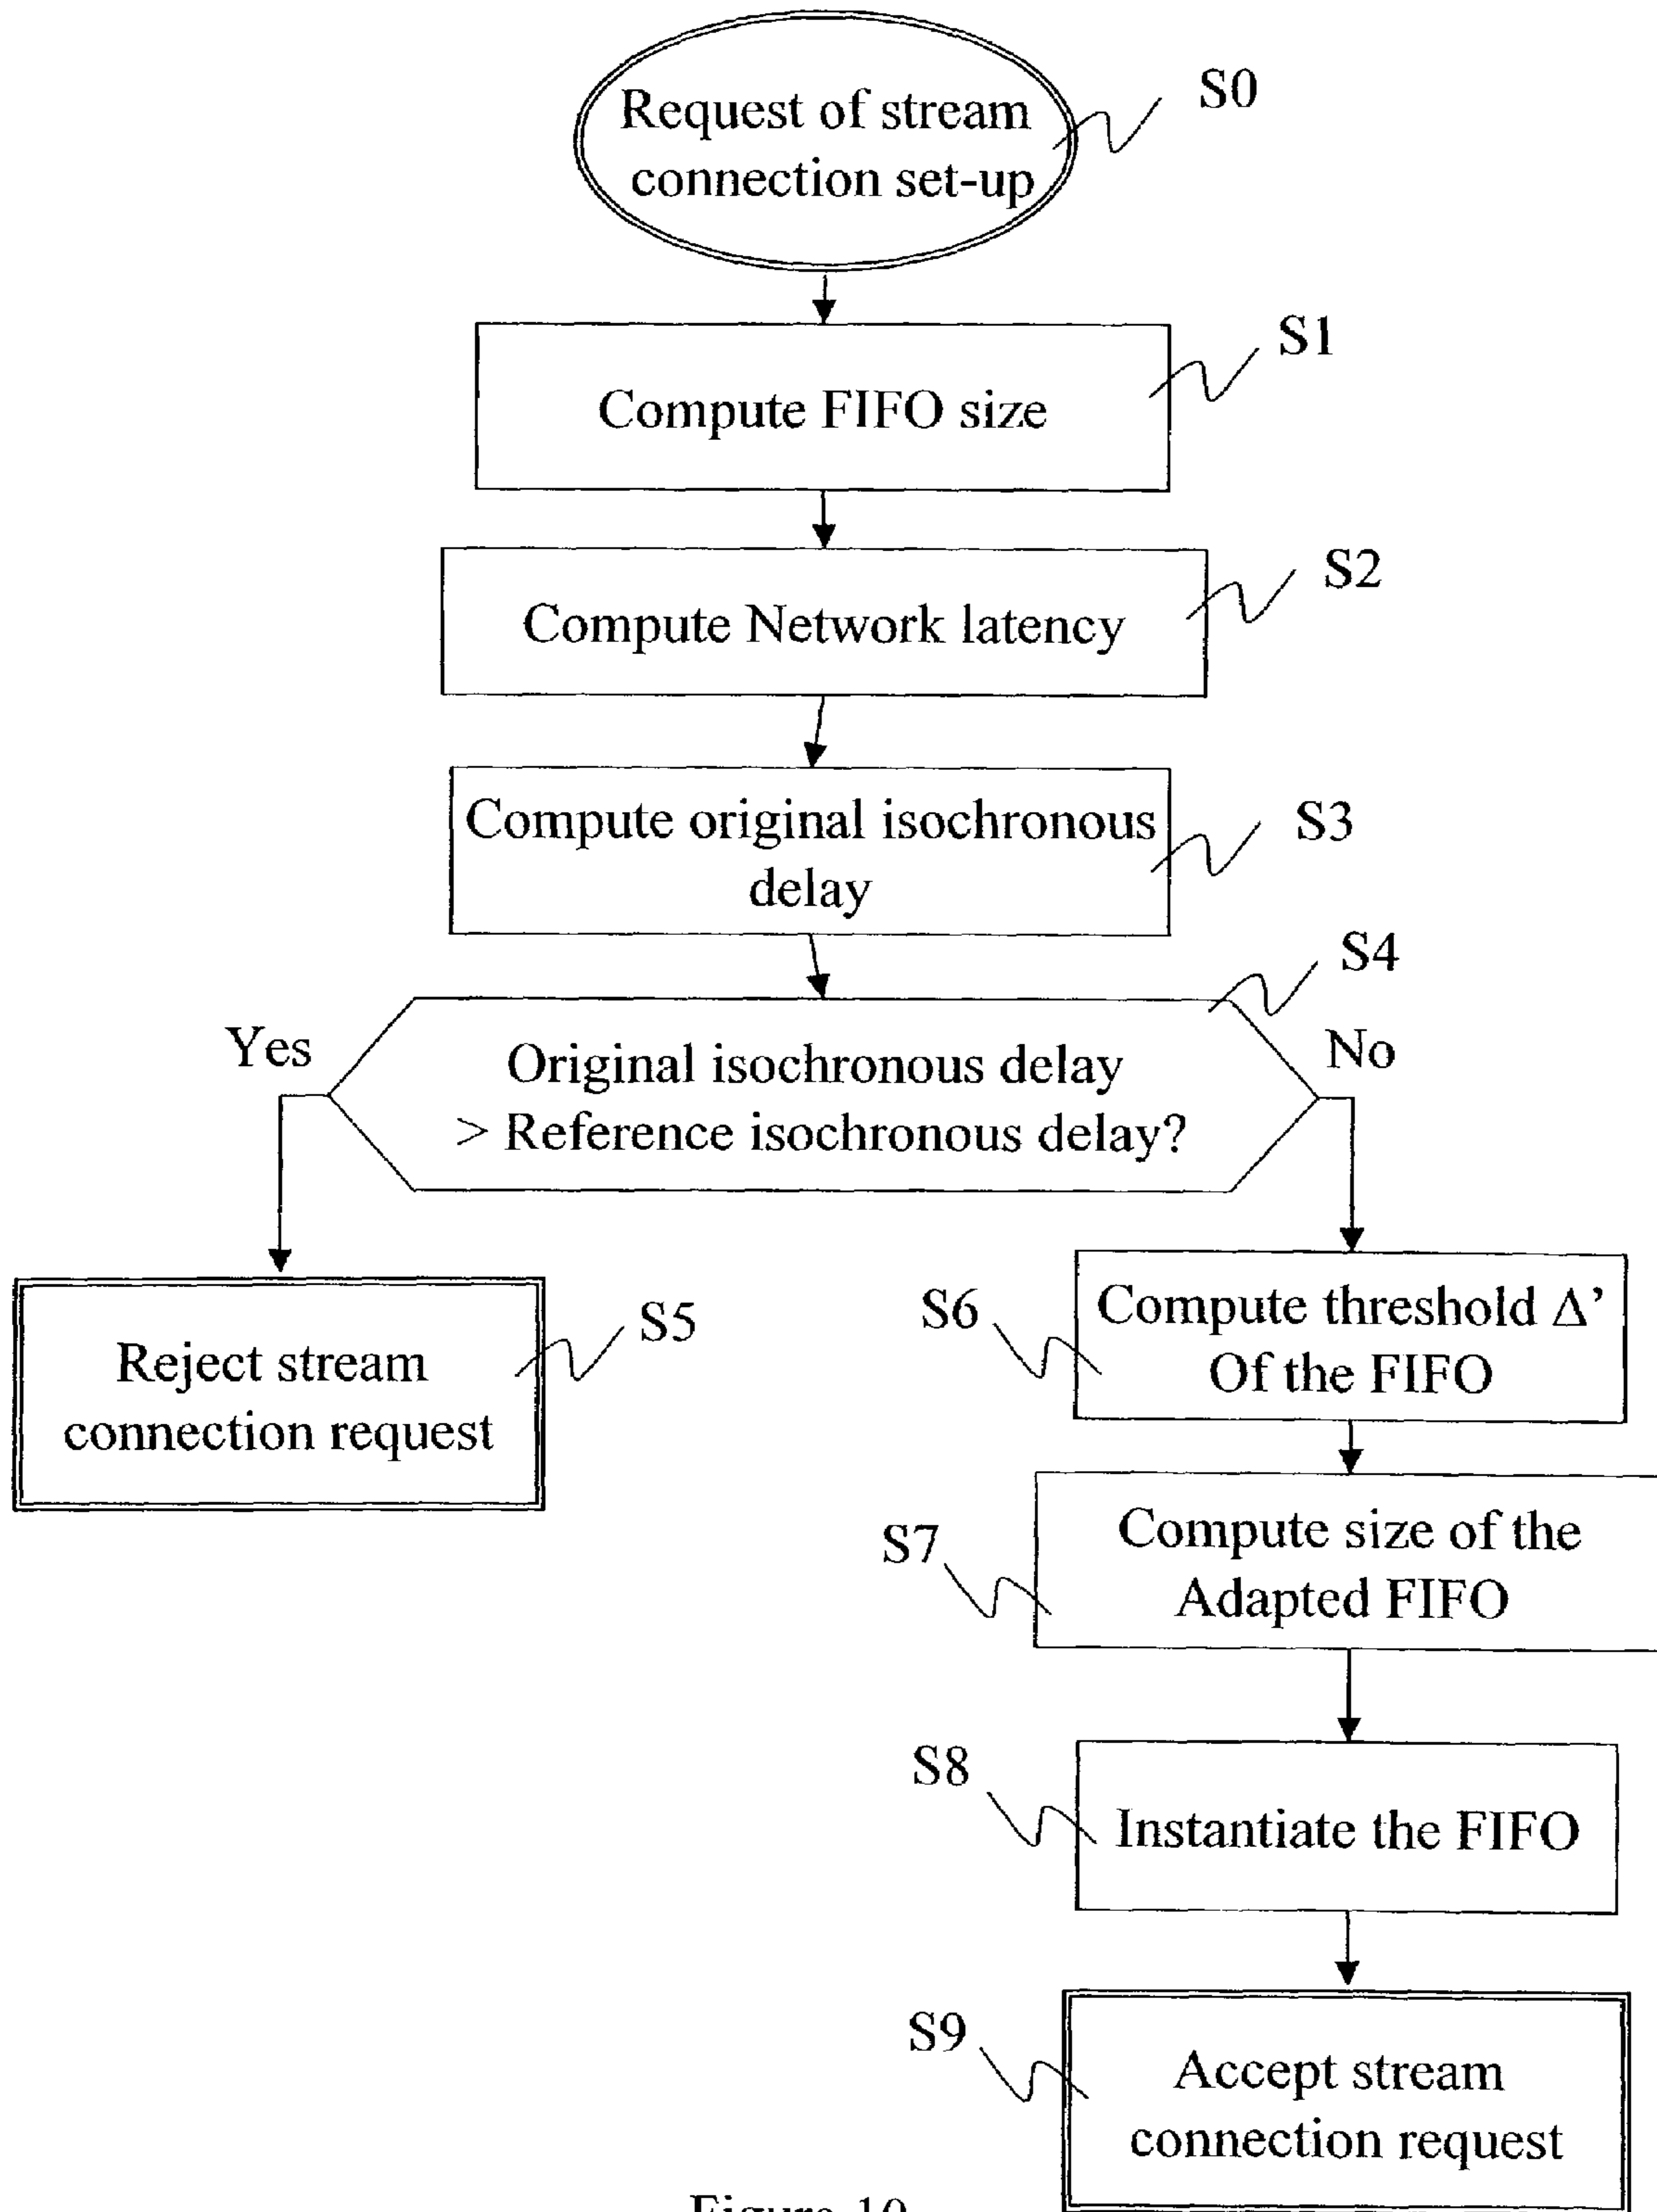 Request of stream
connection set-up
S0
Compute FIFO size
S1
Compute Network latency
S2
Compute original isochronous
delay
S3
S4
Yes
Original isochronous delay
> Reference isochronous delay?
No
Reject stream
connection request
S5
S6
Compute threshold Δ’
Of the FIFO
S7
Compute size of the
Adapted FIFO
S8
Instantiate the FIFO
S9
Accept stream
connection request
Figure 10